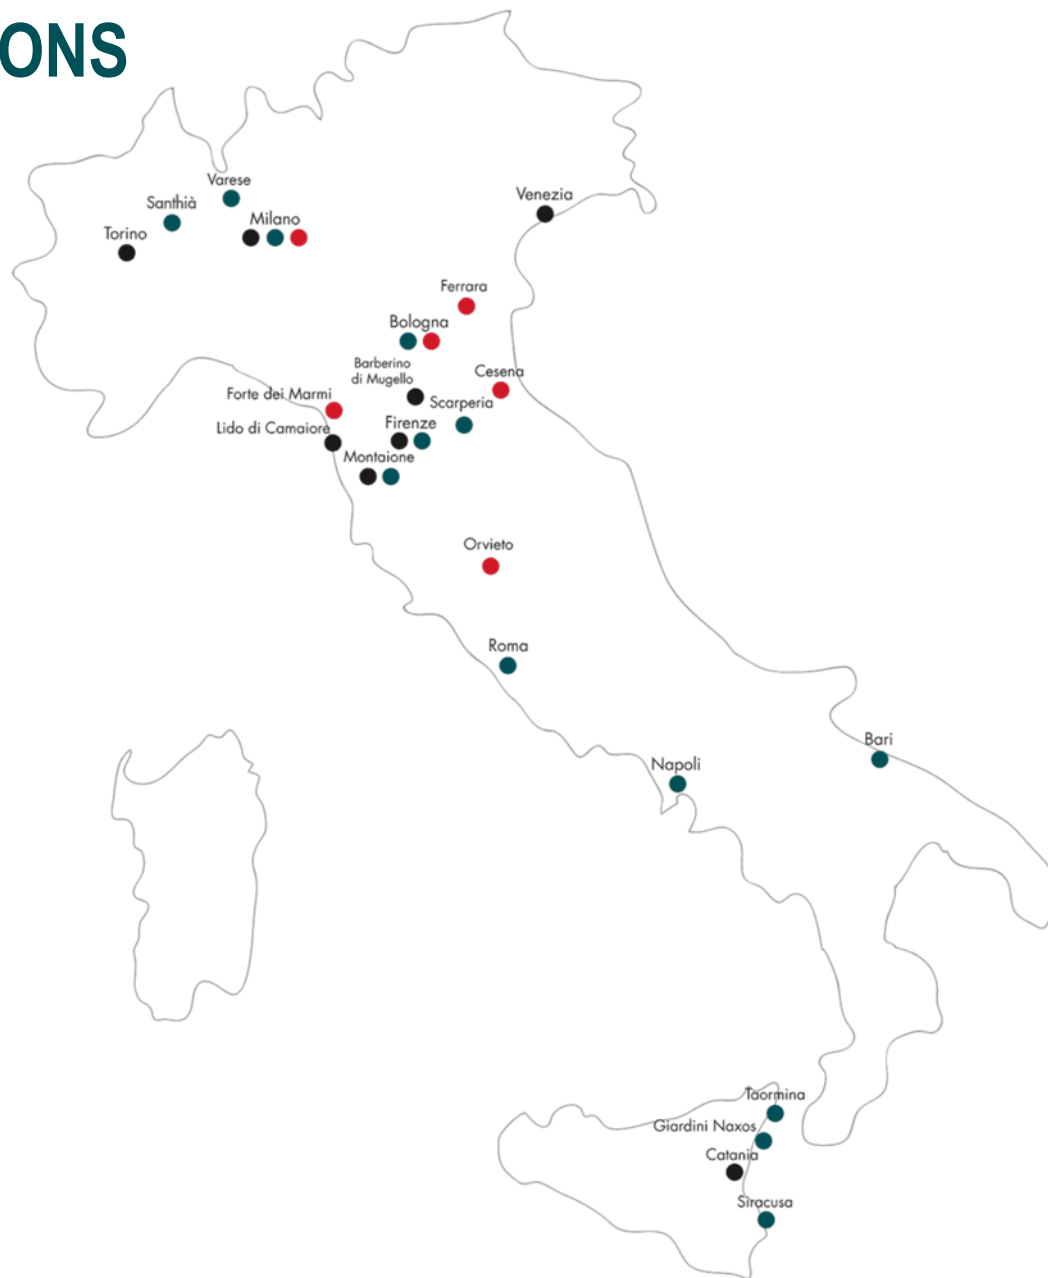 ONS
Varese
Santhià
Milano
Torino
Venezia
Ferrara
Bologna
Barberino
di Mugello
Cesena
Forte dei Marmi
Scarperia
Lido di Camaiore
Firenze
Montaione
Orvieto
Roma
Bari
Napoli
Taormina
Giardini Naxos
Catania
Siracusa